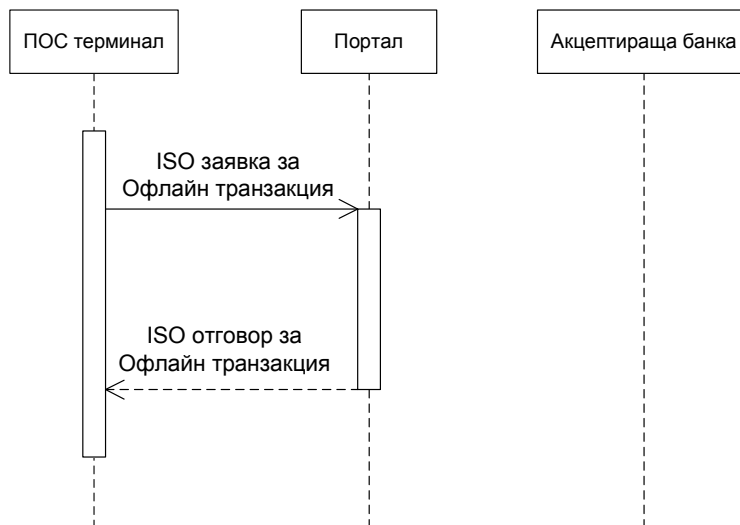 ПОС терминал
Портал
Акцептираща банка
ISO заявка за
Офлайн транзакция
ISO отговор за
Офлайн транзакция